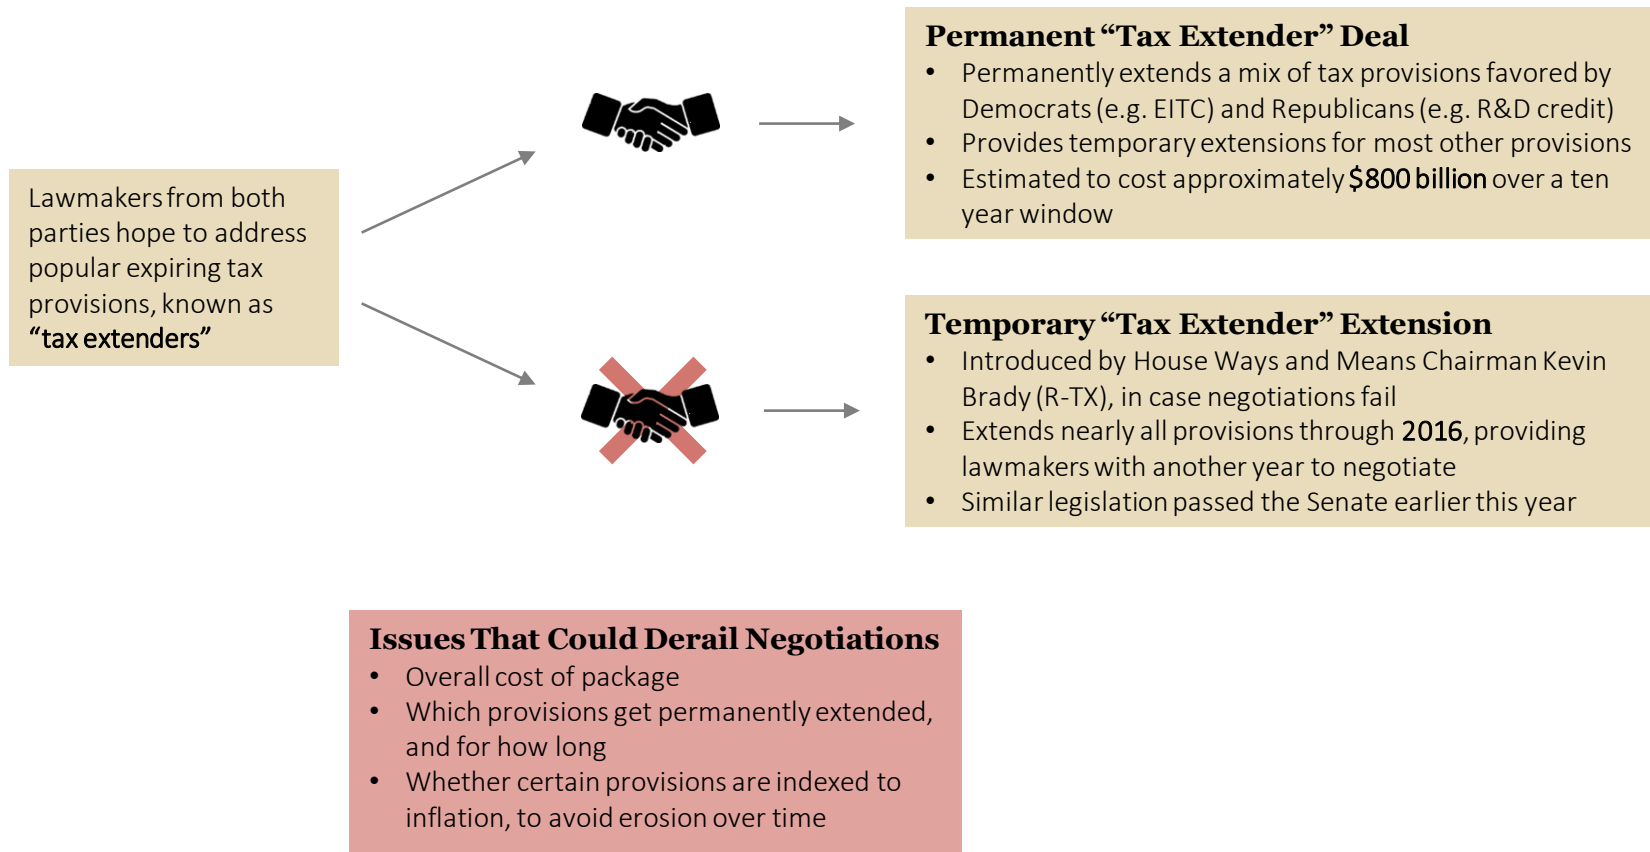 Lawmakers from both
parties hope to address
popular expiring tax
provisions, known as
“tax extenders”
Permanent “Tax Extender” Deal
• Permanently extends a mix of tax provisions favored by
Democrats (e.g. EITC) and Republicans (e.g. R&D credit)
• Provides temporary extensions for most other provisions
• Estimated to cost approximately $800 billion over a ten
year window
Temporary “Tax Extender” Extension
• Introduced by House Ways and Means Chairman Kevin
Brady (R-TX), in case negotiations fail
• Extends nearly all provisions through 2016, providing
lawmakers with another year to negotiate
• Similar legislation passed the Senate earlier this year
Issues That Could Derail Negotiations
• Overall cost of package
• Which provisions get permanently extended,
and for how long
• Whether certain provisions are indexed to
inflation, to avoid erosion over time